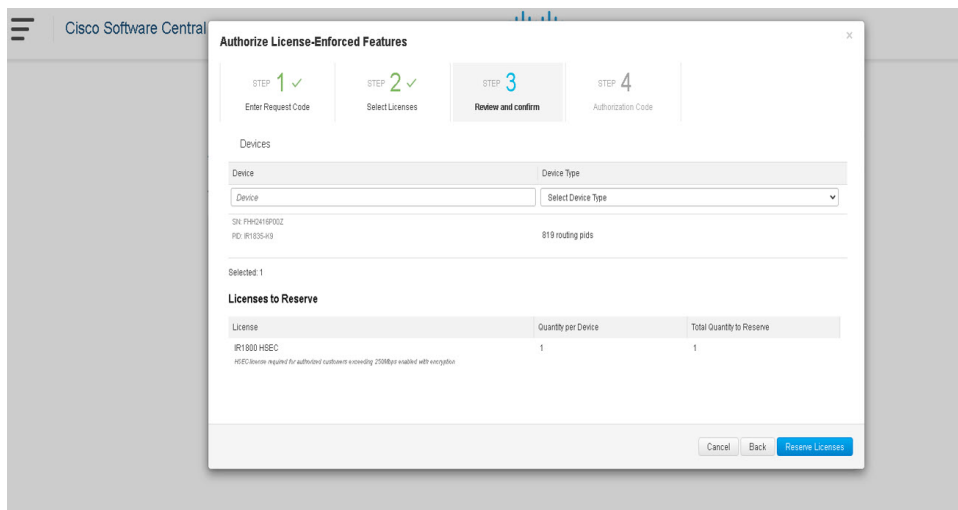 Cisco Software Central
Authorize License-Enforced Features
x
STEP 1 ✓
Enter Request Code
STEP 2 ✓
Select Licenses
STEP 3
Review and confirm
STEP 4
Authorization Code
Devices
Device Device Type
Device Select Device Type
SN: FHH2416P00Z
PID: IR1835-K9
819 routing pids
Selected: 1
Licenses to Reserve
License Quantity per Device Total Quantity to Reserve
IR1800 HSEC 1 1
HSEC license required for authorized customers exceeding 250Mbps enabled with encryption
Cancel Back Reserve Licenses